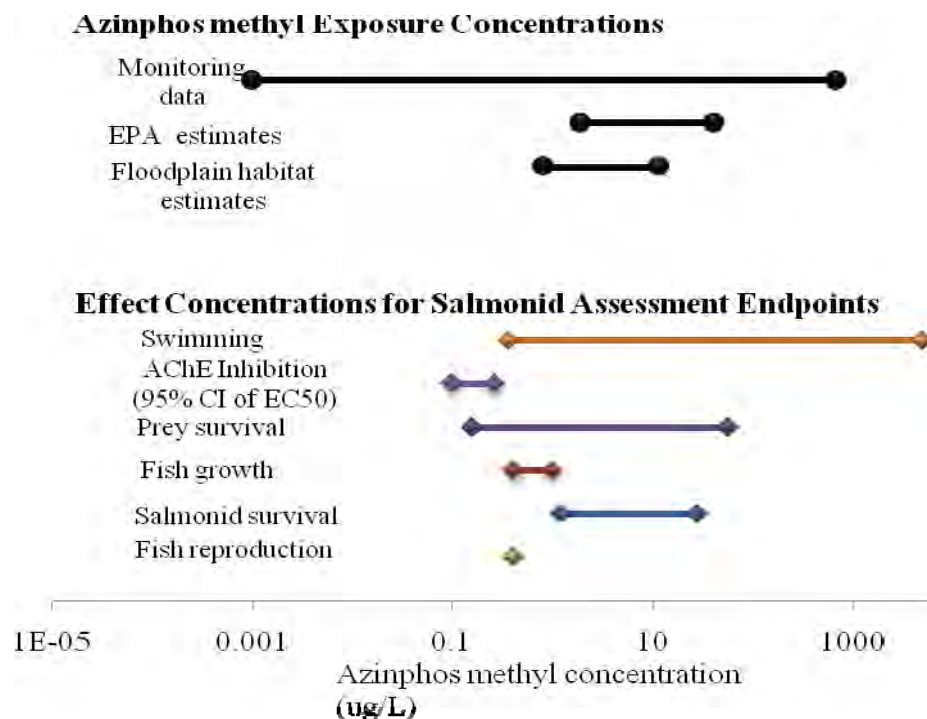 Azinphos methyl Exposure Concentrations
Monitoring
data
EPA estimates
Floodplain habitat
estimates
Effect Concentrations for Salmonid Assessment Endpoints
Swimming
AChE Inhibition
(95% CI of EC50)
Prey survival
Fish growth
Salmonid survival
Fish reproduction
1E-05 0.001 0.1 10 1000
Azinphos methyl concentration
(ug/L)